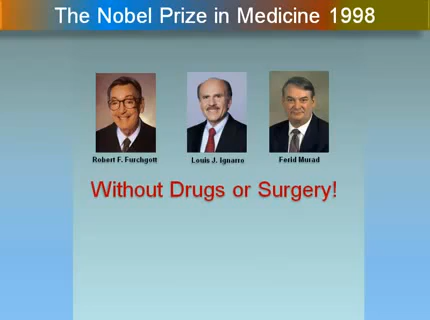 The Nobel Prize in Medicine 1998
Robert F. Furchgott
Louis J. Ignarro
Ferid Murad
Without Drugs or Surgery!